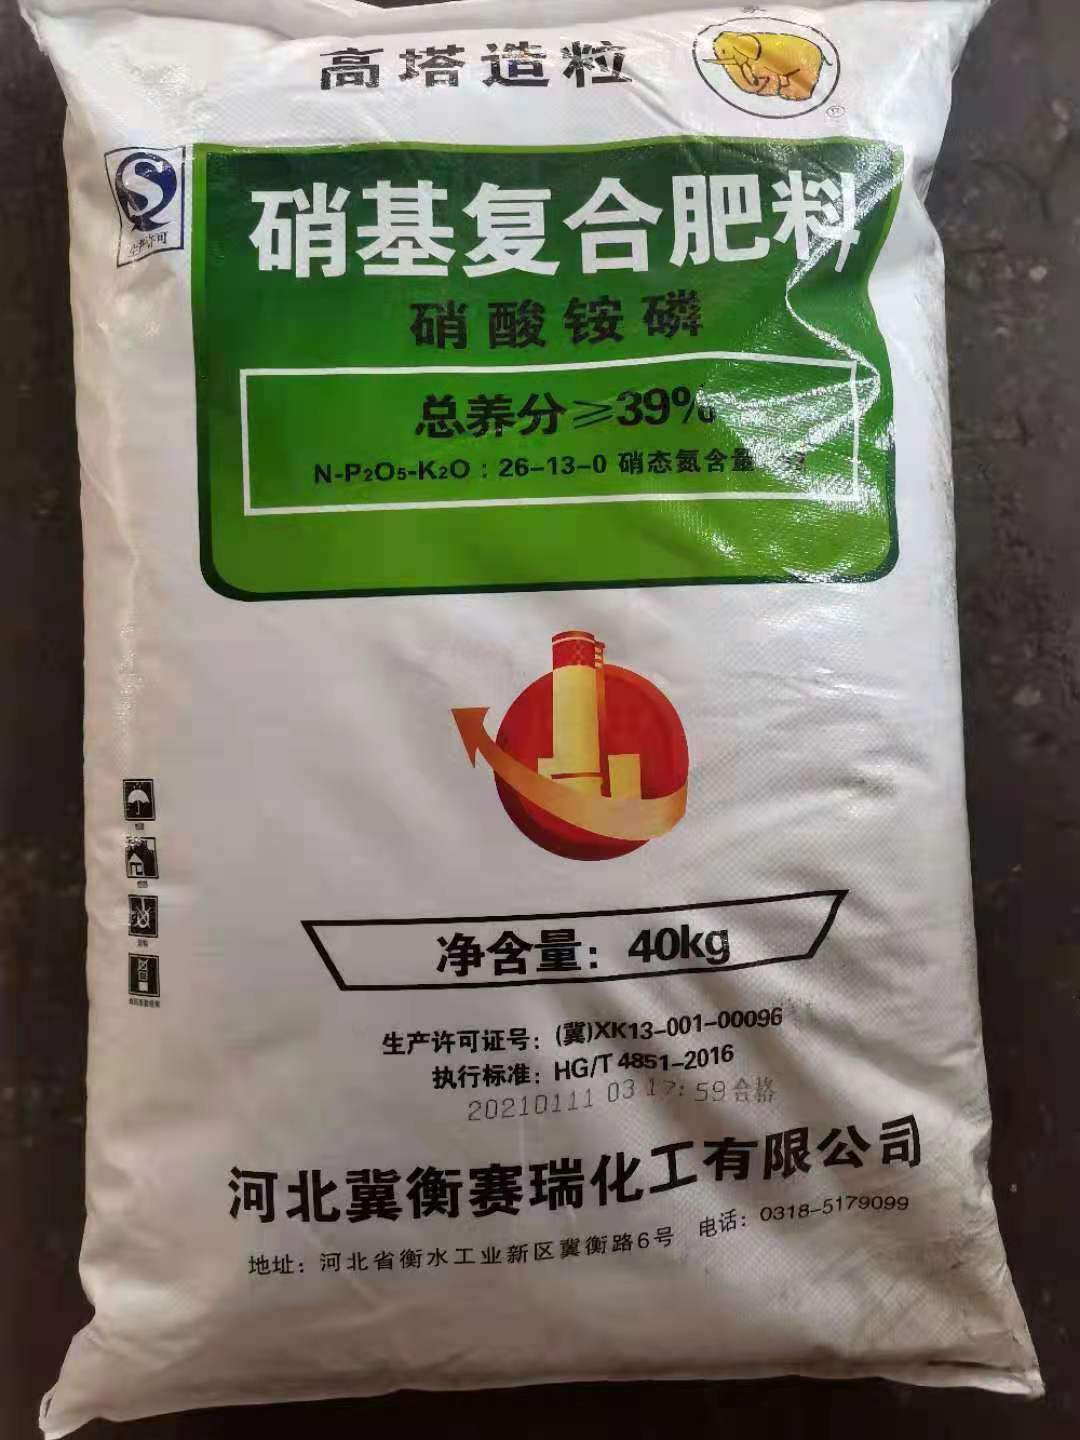 高塔造粒
生产许可
硝基复合肥料
硝酸铵磷
总养分≥39%
N-P₂O₅-K₂O：26-13-0 硝态氮含量
净含量：40kg
生产许可证号：(冀)XK13-001-00096
执行标准：HG/T 4851-2016
20210111 03 17:59 合格
河北冀衡赛瑞化工有限公司
地址：河北省衡水工业新区冀衡路6号 电话：0318-5179099